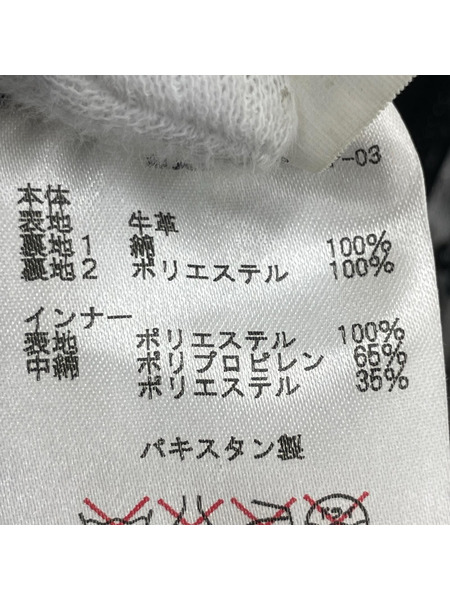 -03
本体
表地 牛革
裏地1 綿 100%
裏地2 ポリエステル 100%
インナー
表地 ポリエステル 100%
中綿 ポリプロピレン 65%
ポリエステル 35%
パキスタン製